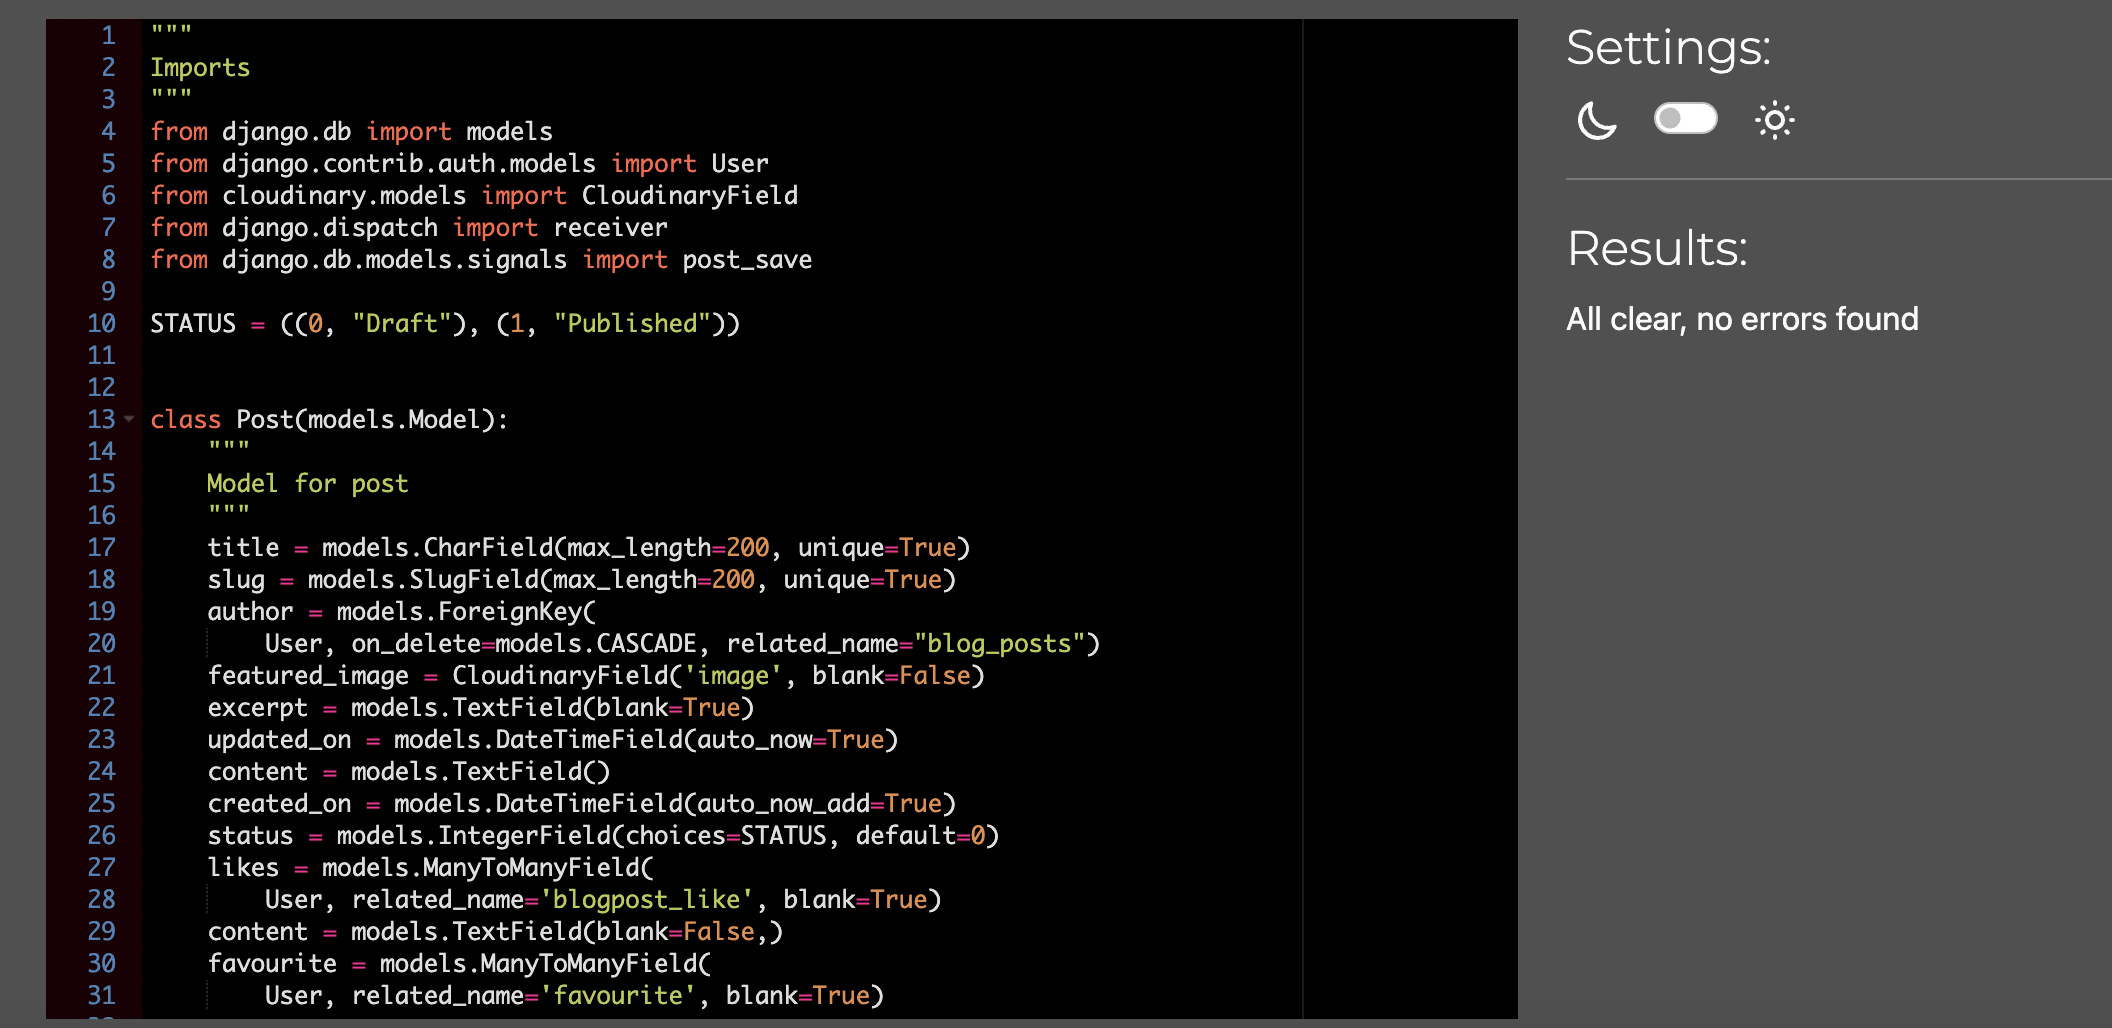 1 """
2 Imports
3 """
4 from django.db import models
5 from django.contrib.auth.models import User
6 from cloudinary.models import CloudinaryField
7 from django.dispatch import receiver
8 from django.db.models.signals import post_save
9
10 STATUS = ((0, "Draft"), (1, "Published"))
11
12
13 class Post(models.Model):
14     """
15     Model for post
16     """
17     title = models.CharField(max_length=200, unique=True)
18     slug = models.SlugField(max_length=200, unique=True)
19     author = models.ForeignKey(
20         User, on_delete=models.CASCADE, related_name="blog_posts")
21     featured_image = CloudinaryField('image', blank=False)
22     excerpt = models.TextField(blank=True)
23     updated_on = models.DateTimeField(auto_now=True)
24     content = models.TextField()
25     created_on = models.DateTimeField(auto_now_add=True)
26     status = models.IntegerField(choices=STATUS, default=0)
27     likes = models.ManyToManyField(
28         User, related_name='blogpost_like', blank=True)
29     content = models.TextField(blank=False,)
30     favourite = models.ManyToManyField(
31         User, related_name='favourite', blank=True)
Settings:
Results:
All clear, no errors found